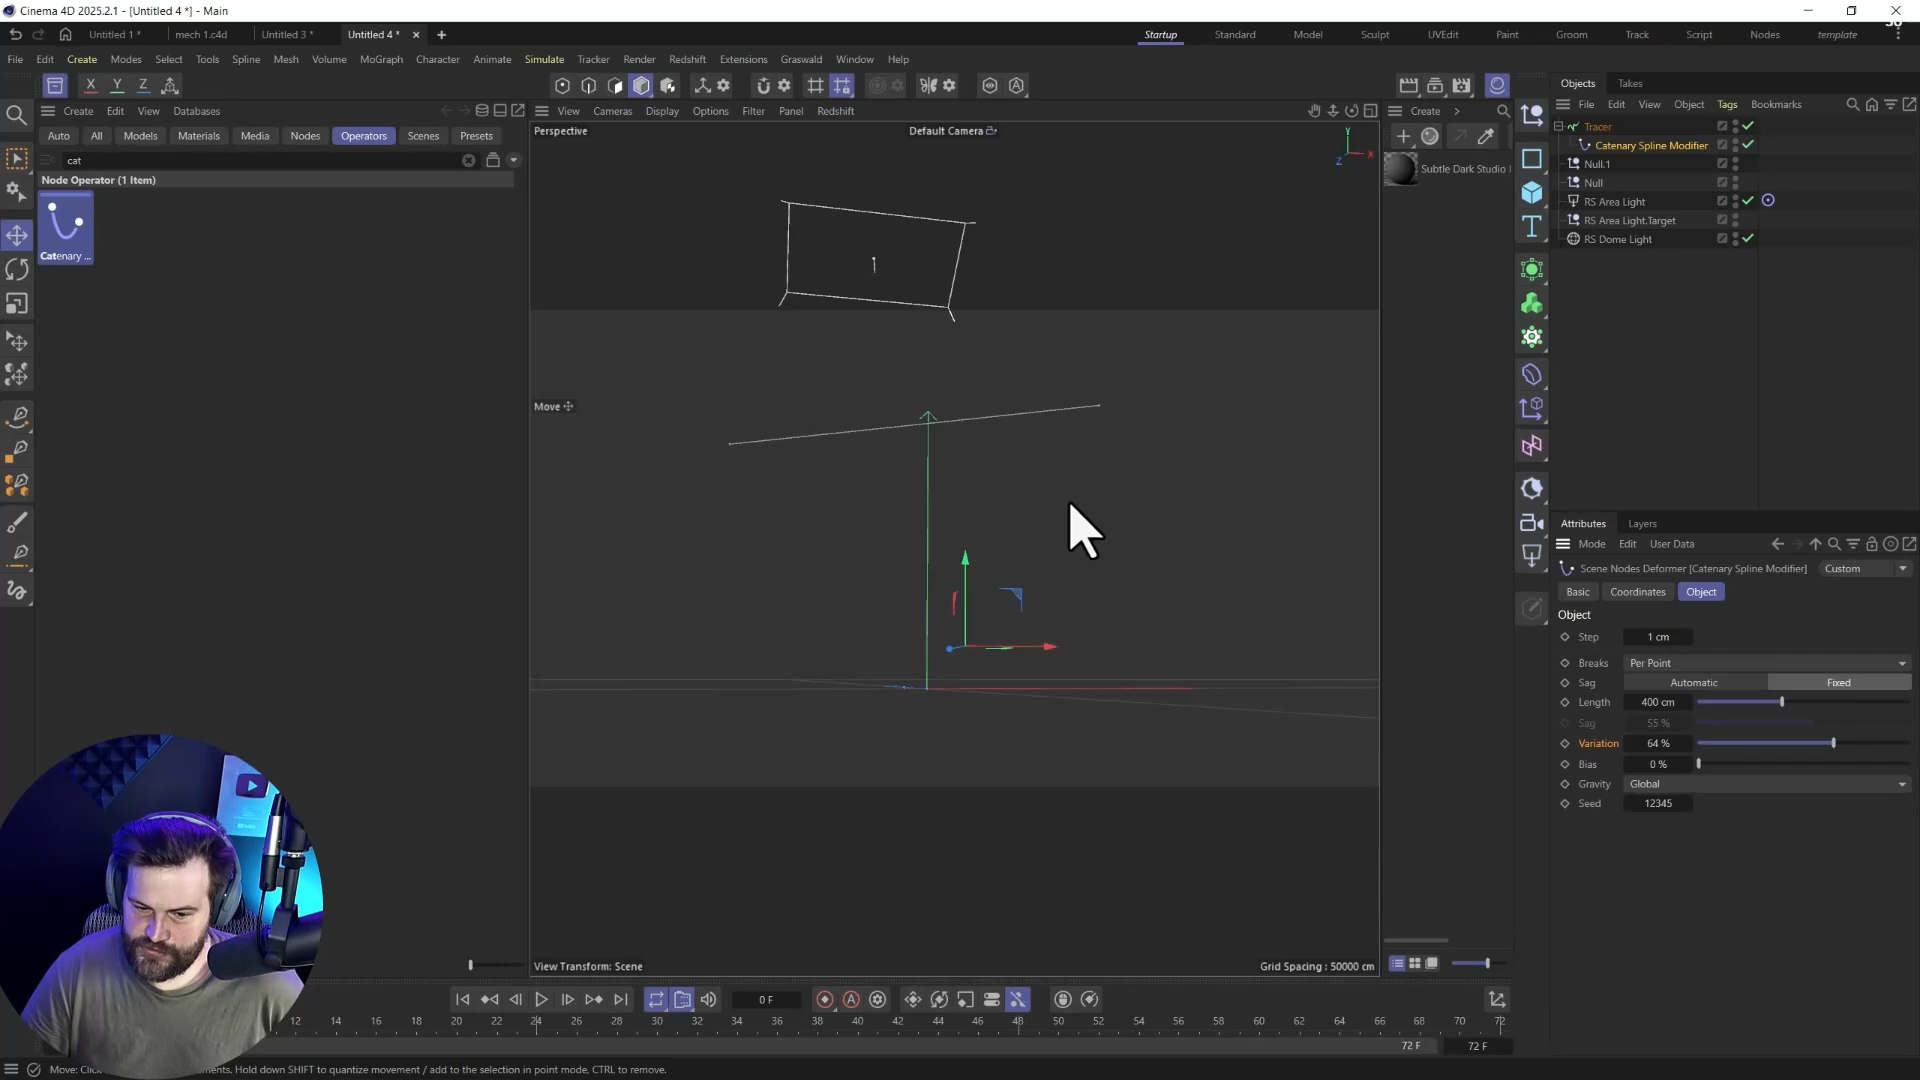 Cinema 4D 2025.2.1 - [Untitled 4 *] - Main
Untitled 1 *
mech 1.c4d
Untitled 3 *
Untitled 4 *
Startup
Standard
Model
Sculpt
UVEdit
Paint
Groom
Track
Script
Nodes
template
File Edit Create Modes Select Tools Spline Mesh Volume MoGraph Character Animate Simulate Tracker Render Redshift Extensions Graswald Window Help
X Y Z
Create Edit View Databases
Auto All Models Materials Media Nodes Operators Scenes Presets
cat
Node Operator (1 Item)
Catenary ...
View Cameras Display Options Filter Panel Redshift
Perspective
Default Camera
Y
X
Z
Move
View Transform: Scene
Grid Spacing : 50000 cm
Create
Subtle Dark Studio
Objects Takes
File Edit View Object Tags Bookmarks
Tracer
Catenary Spline Modifier
Null.1
Null
RS Area Light
RS Area Light.Target
RS Dome Light
Attributes Layers
Mode Edit User Data
Scene Nodes Deformer [Catenary Spline Modifier]
Custom
Basic Coordinates Object
Object
Step 1 cm
Breaks Per Point
Sag Automatic Fixed
Length 400 cm
Sag 55 %
Variation 64 %
Bias 0 %
Gravity Global
Seed 12345
0 F
12 14 16 18 20 22 24 26 28 30 32 34 36 38 40 42 44 46 48 50 52 54 56 58 60 62 64 66 68 70 72
72 F
72 F
Move: Click
ments. Hold down SHIFT to quantize movement / add to the selection in point mode, CTRL to remove.